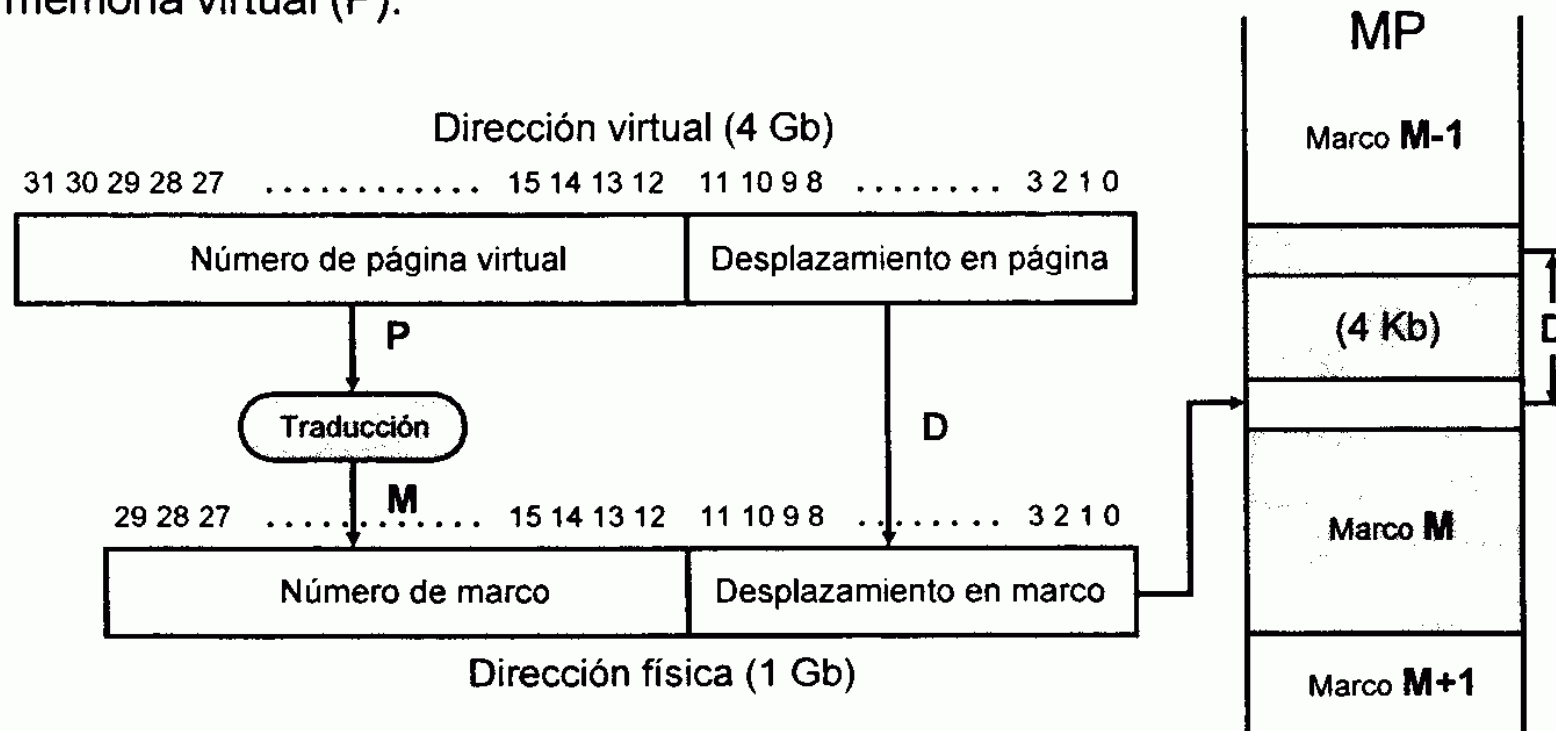 memoria virtual (P).
MP
Dirección virtual (4 Gb)
Marco M-1
31 30 29 28 27 ............ 15 14 13 12 11 10 9 8 ........ 3 2 1 0
Número de página virtual
Desplazamiento en página
P
(4 Kb)
D
Traducción
D
M
29 28 27 ............ 15 14 13 12 11 10 9 8 ........ 3 2 1 0
Marco M
Número de marco
Desplazamiento en marco
Dirección física (1 Gb)
Marco M+1